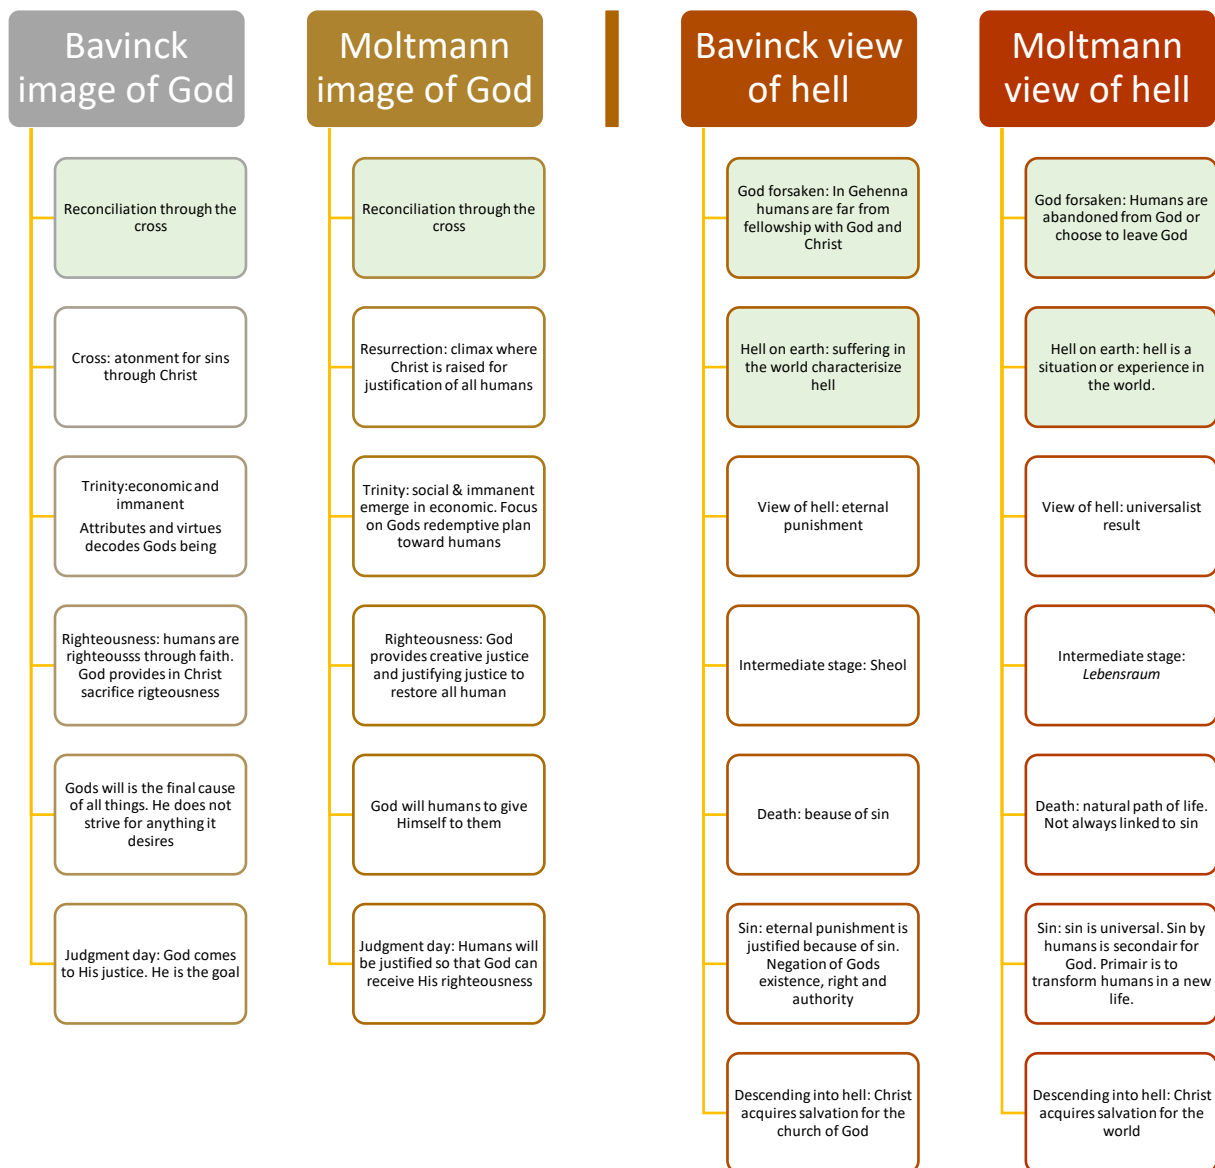 Bavinck
image of God
Reconciliation through the
cross
Cross: atonment for sins
through Christ
Trinity:economic and
immanent
Attributes and virtues
decodes Gods being
Righteousness: humans are
righteousss through faith.
God provides in Christ
sacrifice rigteousness
Gods will is the final cause
of all things. He does not
strive for anything it
desires
Judgment day: God comes
to His justice. He is the goal
Moltmann
image of God
Reconciliation through the
cross
Resurrection: climax where
Christ is raised for
justification of all humans
Trinity: social & immanent
emerge in economic. Focus
on Gods redemptive plan
toward humans
Righteousness: God
provides creative justice
and justifying justice to
restore all human
God will humans to give
Himself to them
Judgment day: Humans will
be justified so that God can
receive His righteousness
Bavinck view
of hell
God forsaken: In Gehenna
humans are far from
fellowship with God and
Christ
Hell on earth: suffering in
the world charactersisize
hell
View of hell: eternal
punishment
Intermediate stage: Sheol
Death: beause of sin
Sin: eternal punishment is
justified because of sin.
Negation of Gods
existence, right and
authority
Descending into hell: Christ
acquires salvation for the
church of God
Moltmann
view of hell
God forsaken: Humans are
abandoned from God or
choose to leave God
Hell on earth: hell is a
situation or experience in
the world.
View of hell: universalist
result
Intermediate stage:
Lebensraum
Death: natural path of life.
Not always linked to sin
Sin: sin is universal. Sin by
humans is secondair for
God. Primair is to
transform humans in a new
life.
Descending into hell: Christ
acquires salvation for the
world